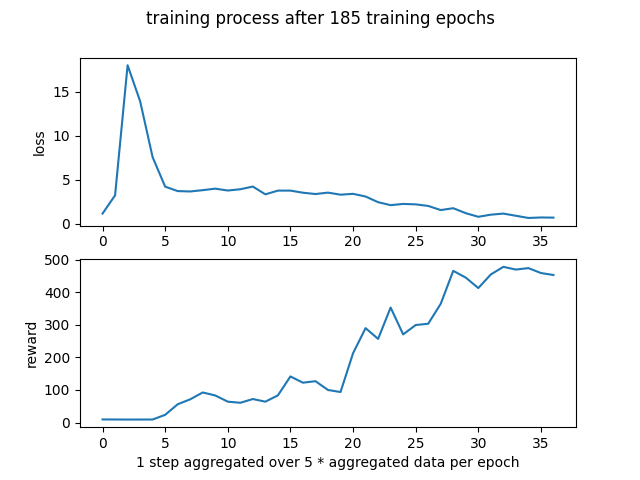 training process after 185 training epochs
15
10
5
0
loss
0 5 10 15 20 25 30 35
500
400
300
200
100
0
reward
0 5 10 15 20 25 30 35
1 step aggregated over 5 * aggregated data per epoch